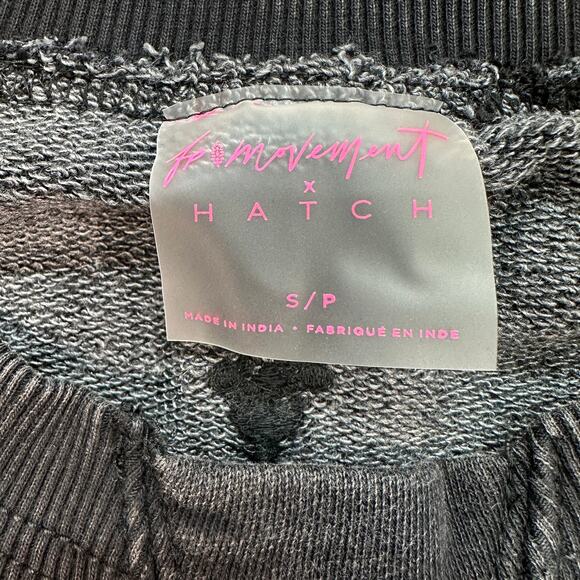 fp movement
X
HATCH
S/P
MADE IN INDIA • FABRIQUÉ EN INDE